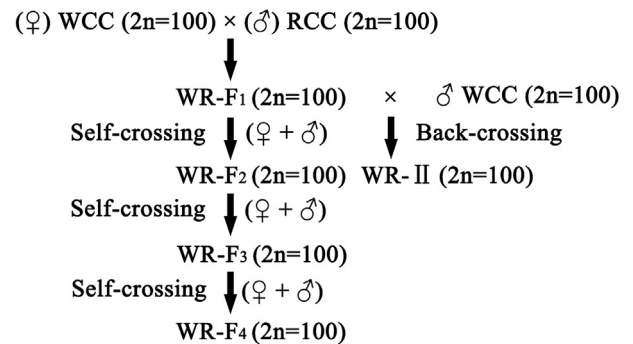 (♀) WCC (2n=100) × (♂) RCC (2n=100)
WR-F1 (2n=100) × ♂ WCC (2n=100)
Self-crossing (♀ + ♂) Back-crossing
WR-F2 (2n=100) WR-Ⅱ (2n=100)
Self-crossing (♀ + ♂)
WR-F3 (2n=100)
Self-crossing (♀ + ♂)
WR-F4 (2n=100)